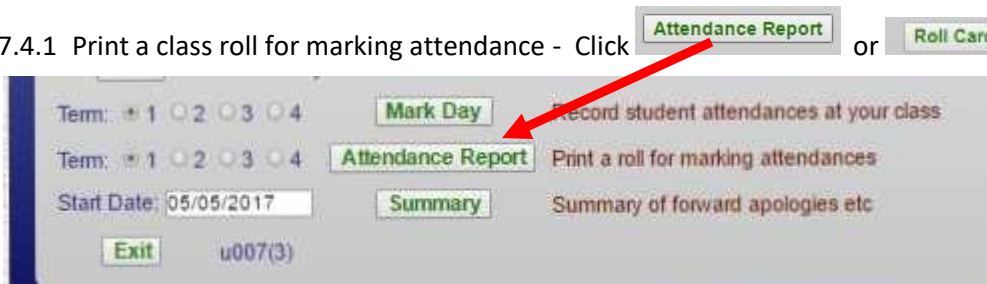 7.4.1 Print a class roll for marking attendance - Click Attendance Report or Roll Card
Term: 1 2 3 4 Mark Day Record student attendances at your class
Term: 1 2 3 4 Attendance Report Print a roll for marking attendances
Start Date: 05/05/2017 Summary Summary of forward apologies etc
Exit u007(3)